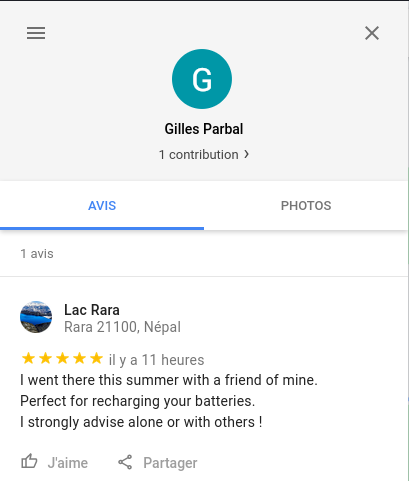 G
Gilles Parbal
1 contribution ›
AVIS PHOTOS
1 avis
Lac Rara
Rara 21100, Népal
★★★★★ il y a 11 heures
I went there this summer with a friend of mine.
Perfect for recharging your batteries.
I strongly advise alone or with others !
J'aime Partager